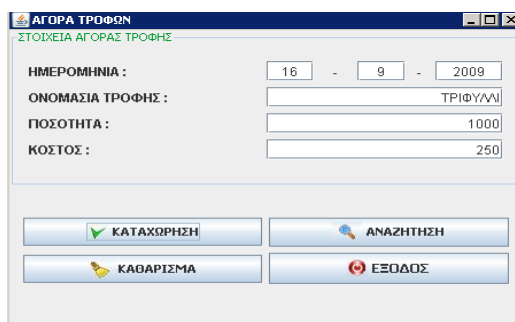 ΑΓΟΡΑ ΤΡΟΦΩΝ
ΣΤΟΙΧΕΙΑ ΑΓΟΡΑΣ ΤΡΟΦΗΣ
ΗΜΕΡΟΜΗΝΙΑ : 16 - 9 - 2009
ΟΝΟΜΑΣΙΑ ΤΡΟΦΗΣ : ΤΡΙΦΥΛΛΙ
ΠΟΣΟΤΗΤΑ : 1000
ΚΟΣΤΟΣ : 250
ΚΑΤΑΧΩΡΗΣΗ ΑΝΑΖΗΤΗΣΗ
ΚΑΘΑΡΙΣΜΑ ΕΞΟΔΟΣ